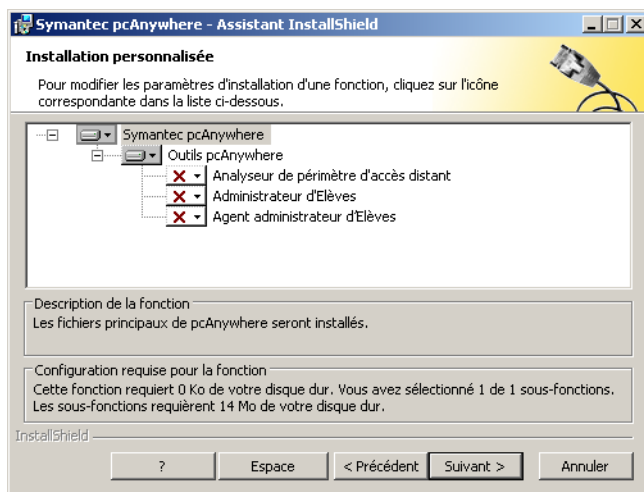 Symantec pcAnywhere - Assistant InstallShield
Installation personnalisée
Pour modifier les paramètres d'installation d'une fonction, cliquez sur l'icône
correspondante dans la liste ci-dessous.
Symantec pcAnywhere
Outils pcAnywhere
Analyseur de périmètre d'accès distant
Administrateur d'Elèves
Agent administrateur d'Elèves
Description de la fonction
Les fichiers principaux de pcAnywhere seront installés.
Configuration requise pour la fonction
Cette fonction requiert 0 Ko de votre disque dur. Vous avez sélectionné 1 de 1 sous-fonctions.
Les sous-fonctions requièrent 14 Mo de votre disque dur.
InstallShield
? Espace < Précédent Suivant > Annuler